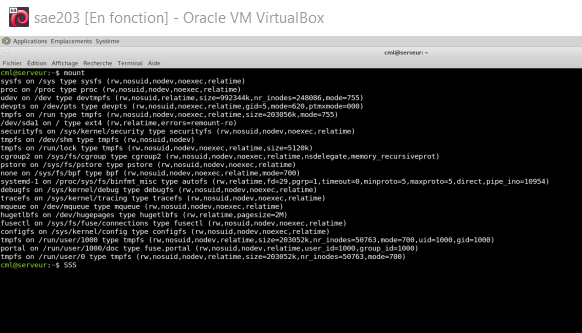 sae203 [En fonction] - Oracle VM VirtualBox
Applications Emplacements Système
cml@serveur: ~
Fichier Édition Affichage Recherche Terminal Aide
cml@serveur:~$ mount
sysfs on /sys type sysfs (rw,nosuid,nodev,noexec,relatime)
proc on /proc type proc (rw,nosuid,nodev,noexec,relatime)
udev on /dev type devtmpfs (rw,nosuid,relatime,size=992344k,nr_inodes=248086,mode=755)
devpts on /dev/pts type devpts (rw,nosuid,noexec,relatime,gid=5,mode=620,ptmxmode=000)
tmpfs on /run type tmpfs (rw,nosuid,nodev,noexec,relatime,size=203056k,mode=755)
/dev/sda1 on / type ext4 (rw,relatime,errors=remount-ro)
securityfs on /sys/kernel/security type securityfs (rw,nosuid,nodev,noexec,relatime)
tmpfs on /dev/shm type tmpfs (rw,nosuid,nodev)
tmpfs on /run/lock type tmpfs (rw,nosuid,nodev,noexec,relatime,size=5120k)
cgroup2 on /sys/fs/cgroup type cgroup2 (rw,nosuid,nodev,noexec,relatime,nsdelegate,memory_recursiveprot)
pstore on /sys/fs/pstore type pstore (rw,nosuid,nodev,noexec,relatime)
none on /sys/fs/bpf type bpf (rw,nosuid,nodev,noexec,relatime,mode=700)
systemd-1 on /proc/sys/fs/binfmt_misc type autofs (rw,relatime,fd=29,pgrp=1,timeout=0,minproto=5,maxproto=5,direct,pipe_ino=10954)
debugfs on /sys/kernel/debug type debugfs (rw,nosuid,nodev,noexec,relatime)
tracefs on /sys/kernel/tracing type tracefs (rw,nosuid,nodev,noexec,relatime)
mqueue on /dev/mqueue type mqueue (rw,nosuid,nodev,noexec,relatime)
hugetlbfs on /dev/hugepages type hugetlbfs (rw,relatime,pagesize=2M)
fusectl on /sys/fs/fuse/connections type fusectl (rw,nosuid,nodev,noexec,relatime)
configfs on /sys/kernel/config type configfs (rw,nosuid,nodev,noexec,relatime)
tmpfs on /run/user/1000 type tmpfs (rw,nosuid,nodev,relatime,size=203052k,nr_inodes=50763,mode=700,uid=1000,gid=1000)
portal on /run/user/1000/doc type fuse.portal (rw,nosuid,nodev,relatime,user_id=1000,group_id=1000)
tmpfs on /run/user/0 type tmpfs (rw,nosuid,nodev,relatime,size=203052k,nr_inodes=50763,mode=700)
cml@serveur:~$ SSS